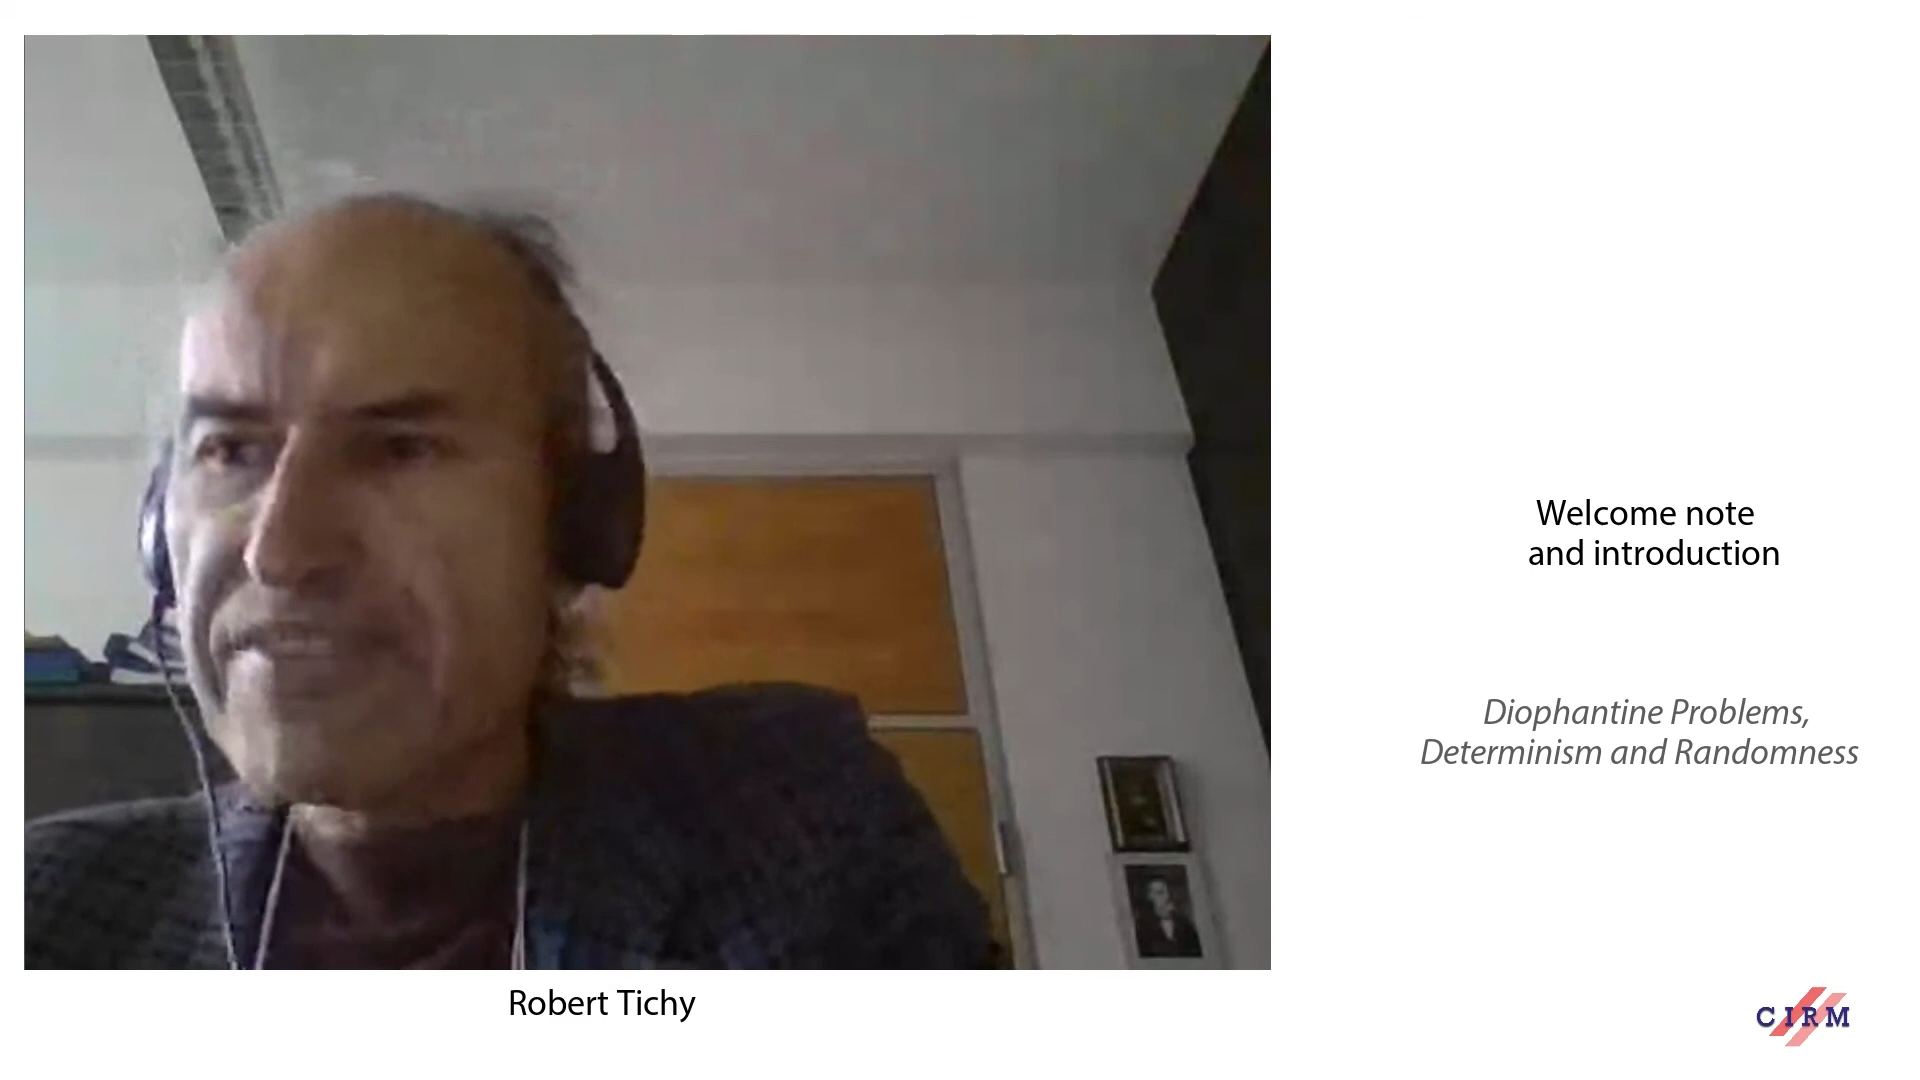 Welcome note
and introduction
Diophantine Problems,
Determinism and Randomness
Robert Tichy
CIRM